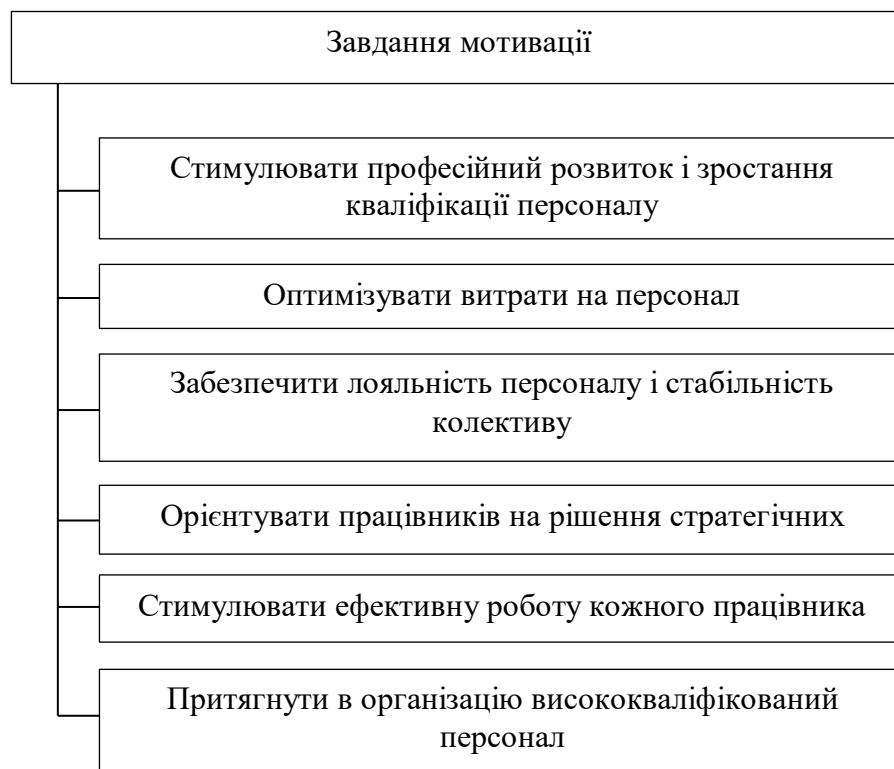 Завдання мотивації
Стимулювати професійний розвиток і зростання
кваліфікації персоналу
Оптимізувати витрати на персонал
Забезпечити лояльність персоналу і стабільність
колективу
Орієнтувати працівників на рішення стратегічних
Стимулювати ефективну роботу кожного працівника
Притягнути в організацію висококваліфікований
персонал